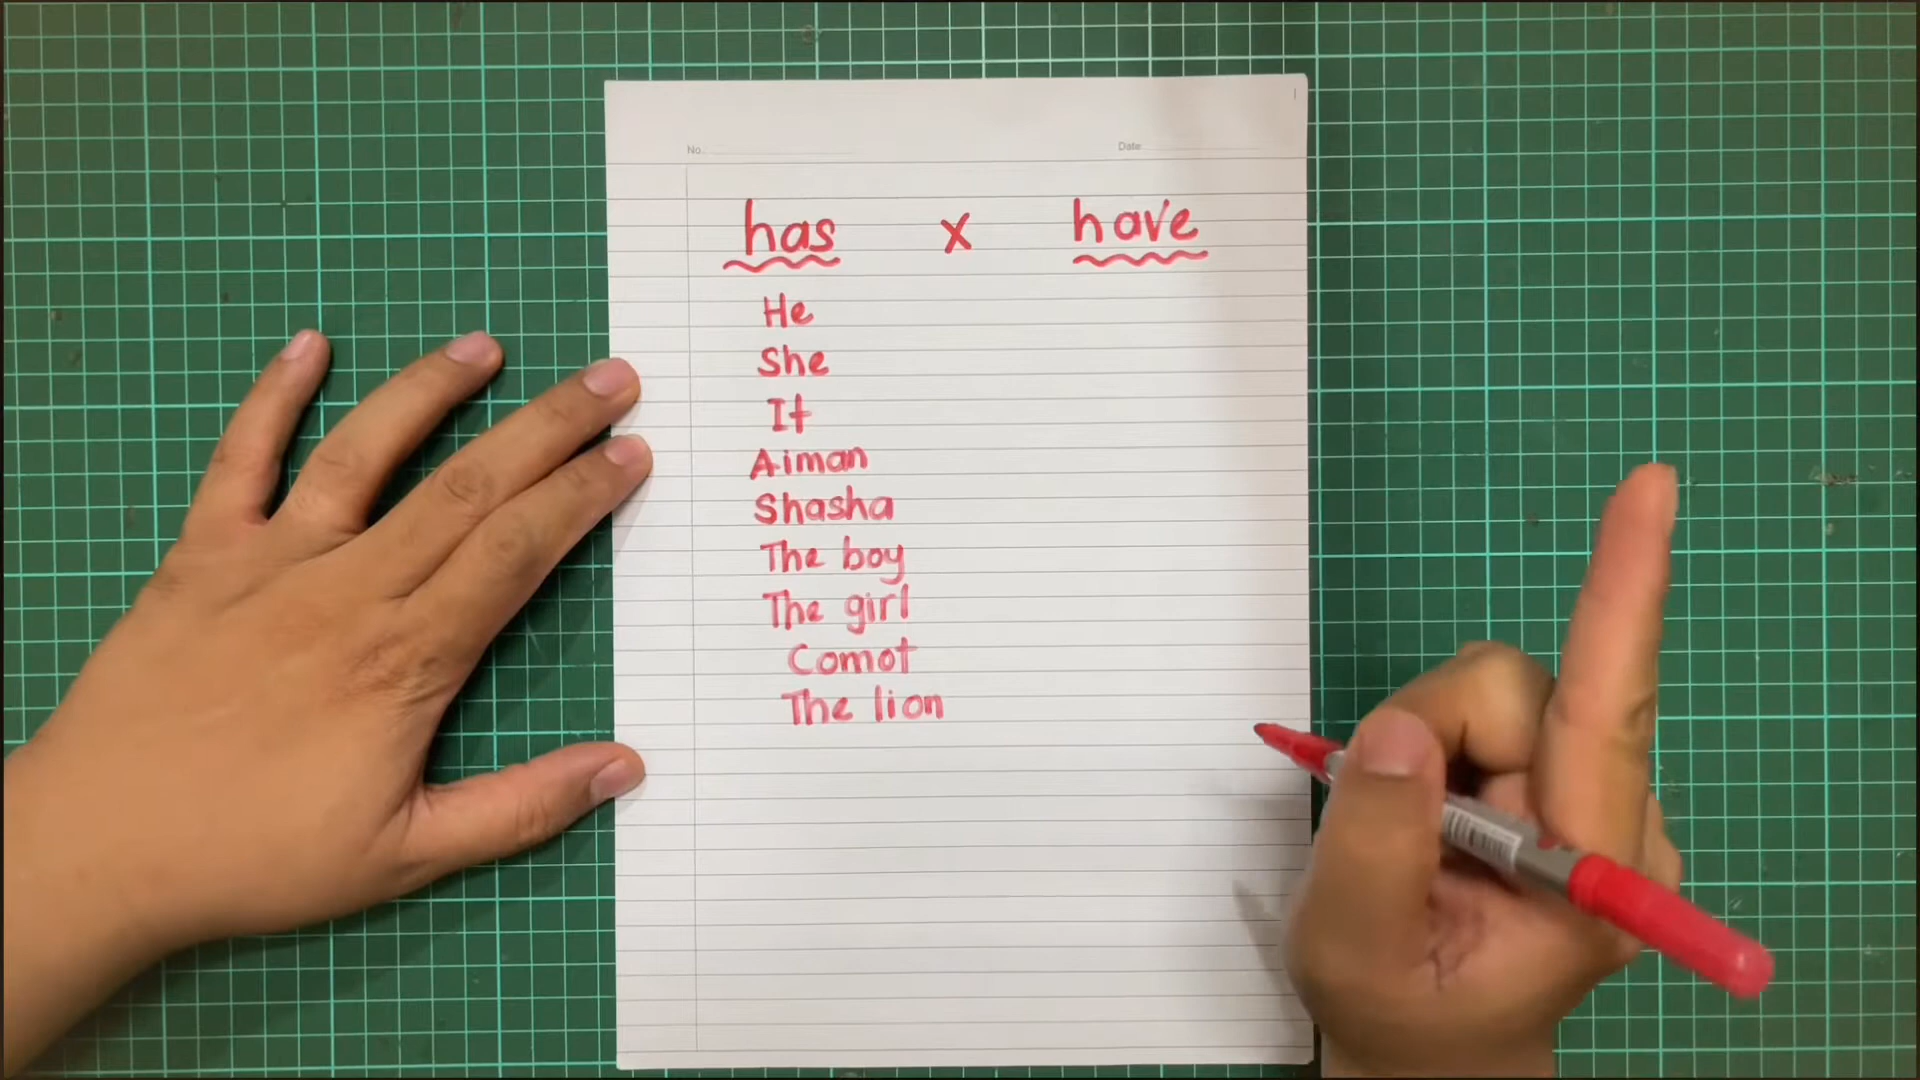 No. Date
has x have
He
She
It
Aiman
Shasha
The boy
The girl
Comot
The lion